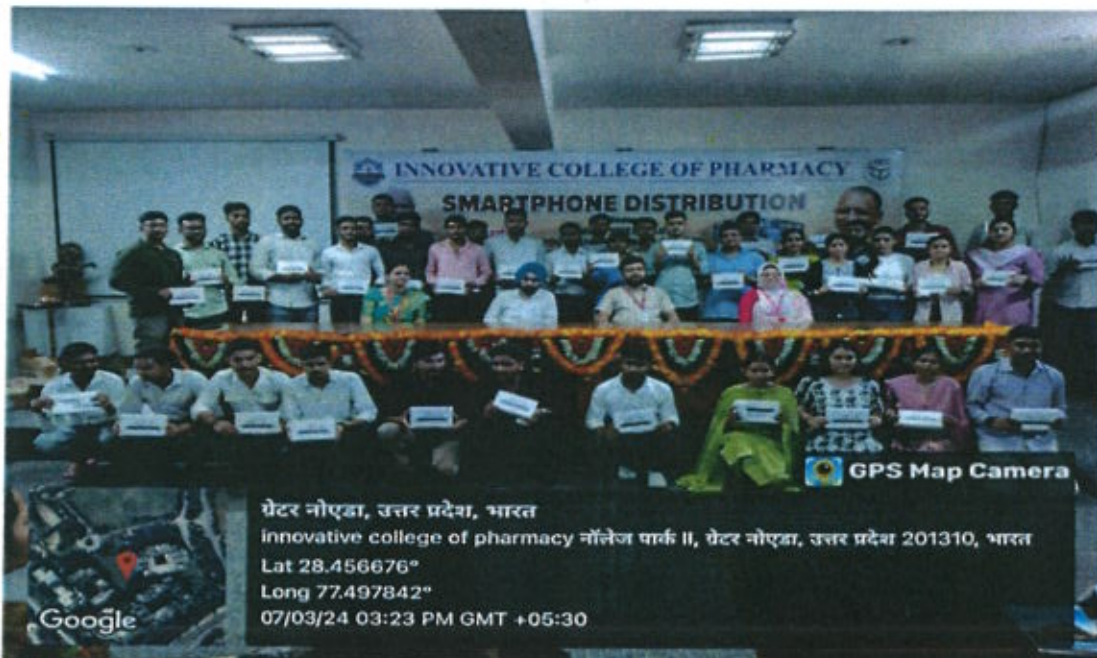 INNOVATIVE COLLEGE OF PHARMACY
SMARTPHONE DISTRIBUTION
GPS Map Camera
ग्रेटर नोएडा, उत्तर प्रदेश, भारत
innovative college of pharmacy नॉलेज पार्क II, ग्रेटर नोएडा, उत्तर प्रदेश 201310, भारत
Lat 28.456676°
Long 77.497842°
07/03/24 03:23 PM GMT +05:30
Google